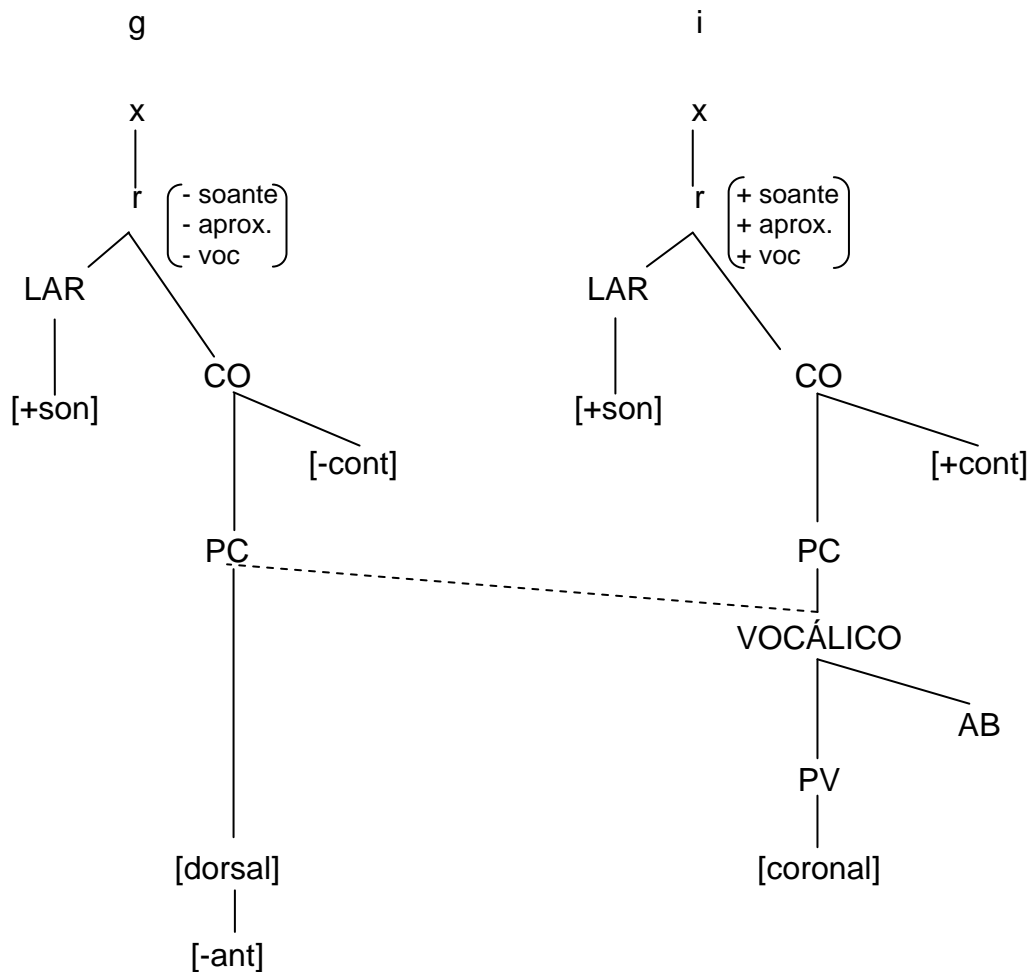 g i
x x
r - soante r + soante
- aprox. + aprox.
- voc + voc
LAR LAR
CO CO
[+son] [+son]
[-cont] [+cont]
PC PC
VOCÁLICO
AB
PV
[dorsal] [coronal]
[-ant]